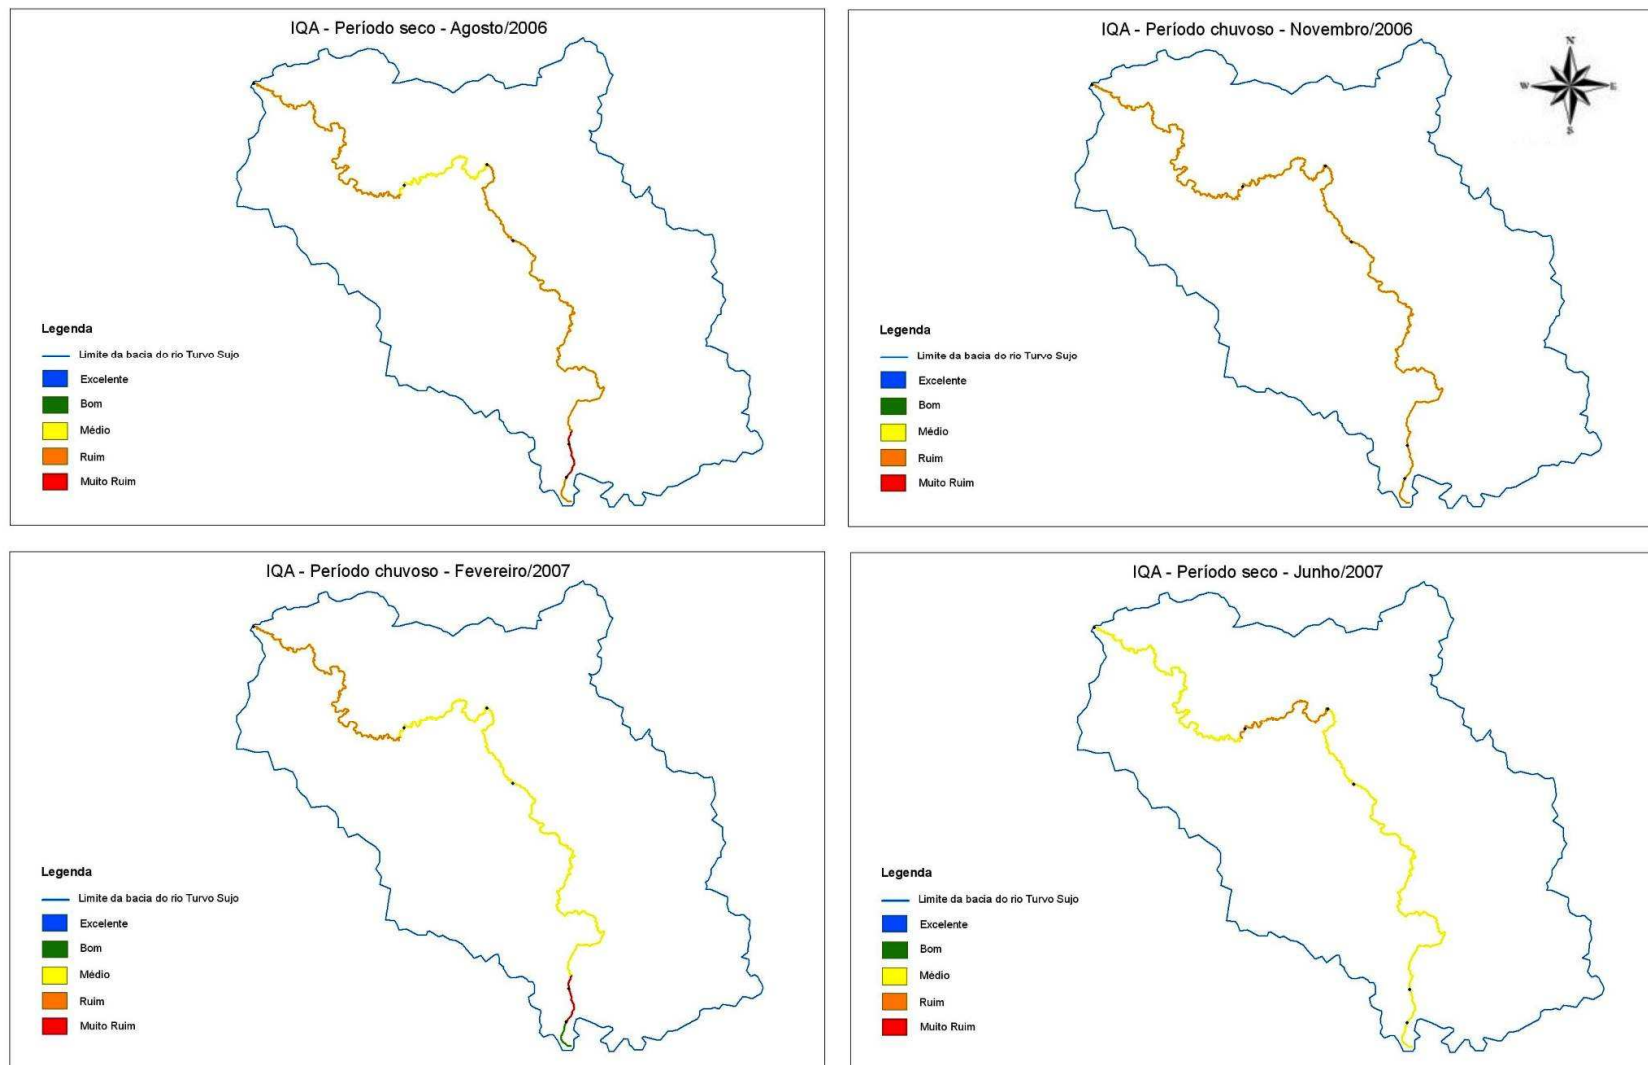 IQA - Período seco - Agosto/2006
Legenda
Limite da bacia do rio Turvo Sujo
Excelente
Bom
Médio
Ruim
Muito Ruim
IQA - Período chuvoso - Novembro/2006
N
W
E
S
Legenda
Limite da bacia do rio Turvo Sujo
Excelente
Bom
Médio
Ruim
Muito Ruim
IQA - Período chuvoso - Fevereiro/2007
Legenda
Limite da bacia do rio Turvo Sujo
Excelente
Bom
Médio
Ruim
Muito Ruim
IQA - Período seco - Junho/2007
Legenda
Limite da bacia do rio Turvo Sujo
Excelente
Bom
Médio
Ruim
Muito Ruim